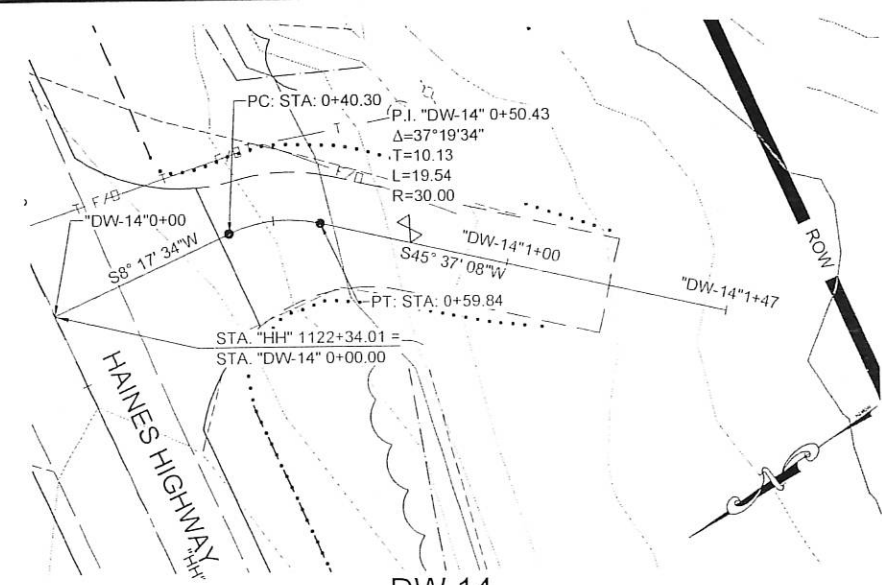 PC: STA: 0+40.30
P.I. "DW-14" 0+50.43
Δ=37°19'34"
T=10.13
L=19.54
R=30.00
T
F/O
F/O
T F/O
"DW-14"0+00
S8° 17' 34"W
"DW-14"1+00
S45° 37' 08"W
ROW
"DW-14"1+47
PT: STA: 0+59.84
STA. "HH" 1122+34.01 =
STA. "DW-14" 0+00.00
HAINES HIGHWAY
"HH"
N
DW-14